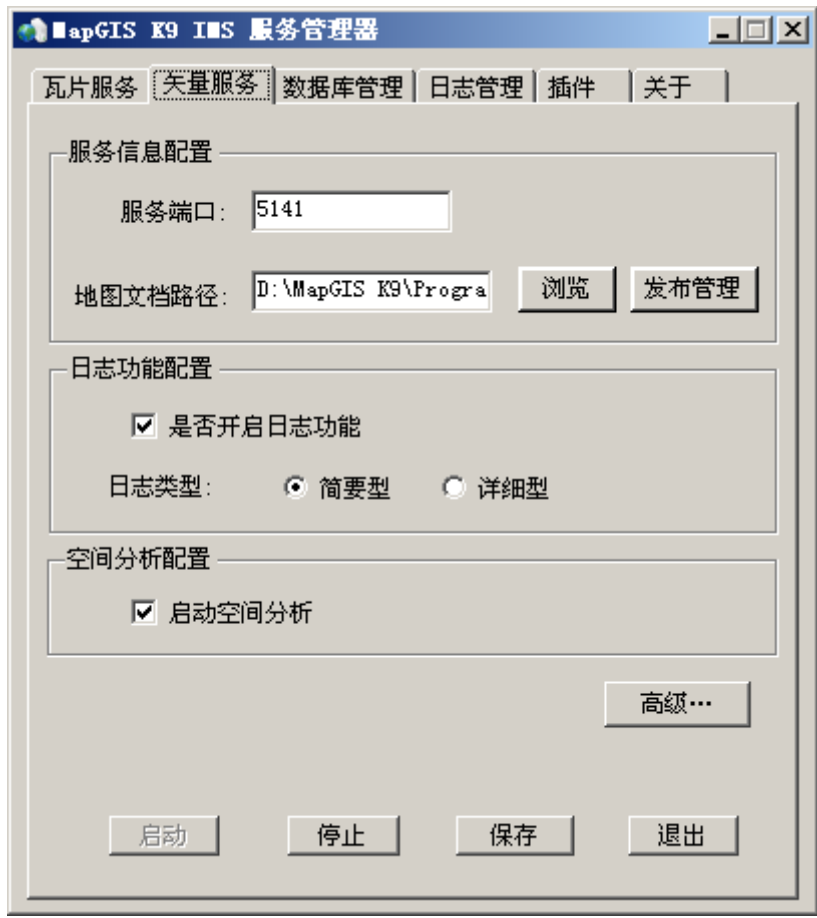 MapGIS K9 IMS 服务管理器
瓦片服务 矢量服务 数据库管理 日志管理 插件 关于
服务信息配置
服务端口: 5141
地图文档路径: D:\MapGIS K9\Progra 浏览 发布管理
日志功能配置
是否开启日志功能
日志类型: 简要型 详细型
空间分析配置
启动空间分析
高级…
启动 停止 保存 退出